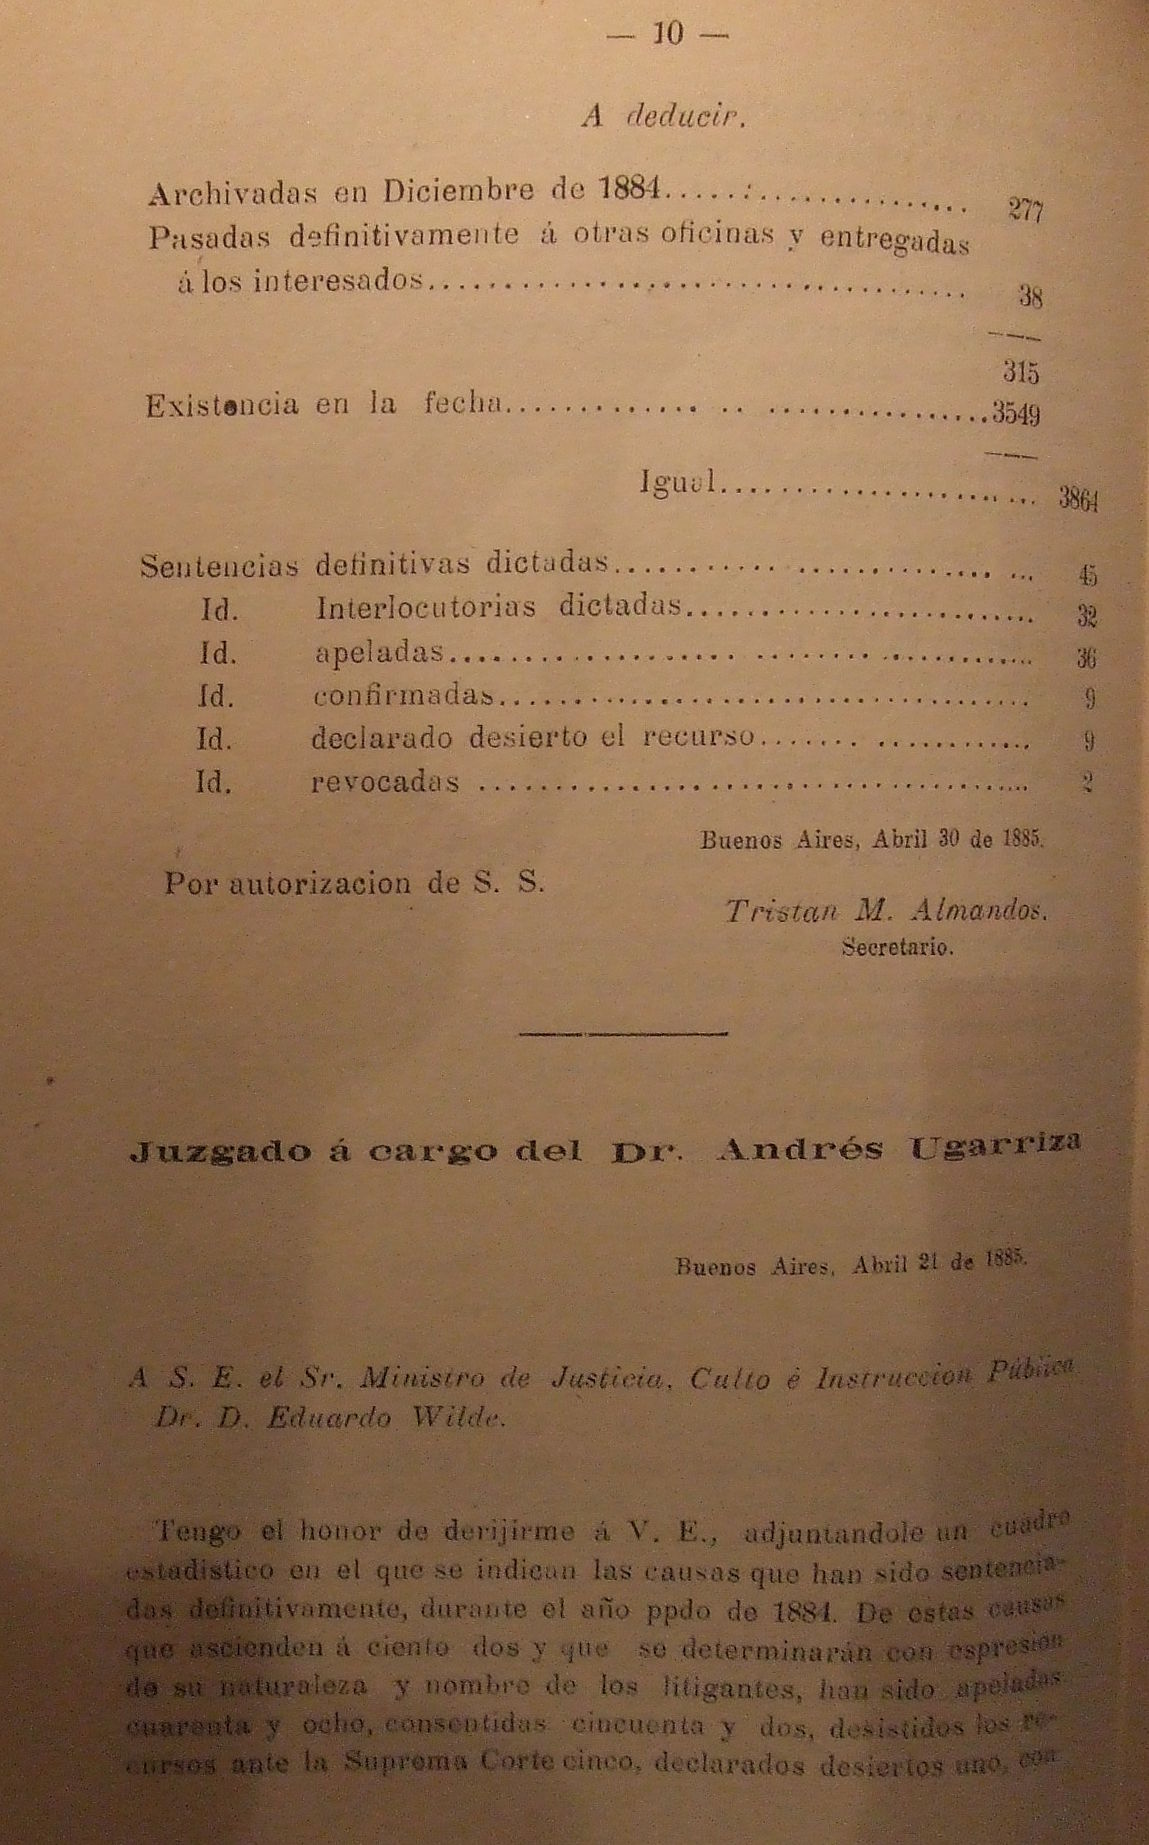 — 10 —
A deducir.
Archivadas en Diciembre de 1884..................... 277
Pasadas definitivamente á otras oficinas y entregadas
á los interesados..................................... 38
315
Existencia en la fecha.................................3549
Igual...................... 3864
Sentencias definitivas dictadas............................ 45
Id. Interlocutorias dictadas........................ 32
Id. apeladas....................................... 36
Id. confirmadas.................................... 9
Id. declarado desierto el recurso................... 9
Id. revocadas ..................................... 2
Buenos Aires, Abril 30 de 1885.
Por autorizacion de S. S.
Tristan M. Almandos.
Secretario.
Juzgado á cargo del Dr. Andrés Ugarriza
Buenos Aires, Abril 21 de 1885.
A S. E. el Sr. Ministro de Justicia, Culto é Instruccion Pública
Dr. D. Eduardo Wilde.
Tengo el honor de derijirme á V. E., adjuntandole un cuadro
estadistico en el que se indican las causas que han sido sentencia-
das definitivamente, durante el año ppdo de 1884. De estas causas
que ascienden á ciento dos y que se determinarán con espresion
de su naturaleza y nombre de los litigantes, han sido apeladas
cuarenta y ocho, consentidas cincuenta y dos, desistidos los re-
cursos ante la Suprema Corte cinco, declarados desiertos uno, con